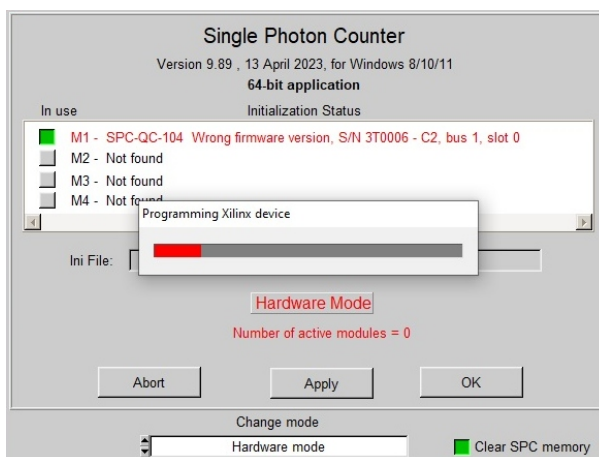 Single Photon Counter
Version 9.89 , 13 April 2023, for Windows 8/10/11
64-bit application
In use Initialization Status
M1 - SPC-QC-104 Wrong firmware version, S/N 3T0006 - C2, bus 1, slot 0
M2 - Not found
M3 - Not found
M4 - Not found
Programming Xilinx device
Ini File:
Hardware Mode
Number of active modules = 0
Abort Apply OK
Change mode
Hardware mode Clear SPC memory